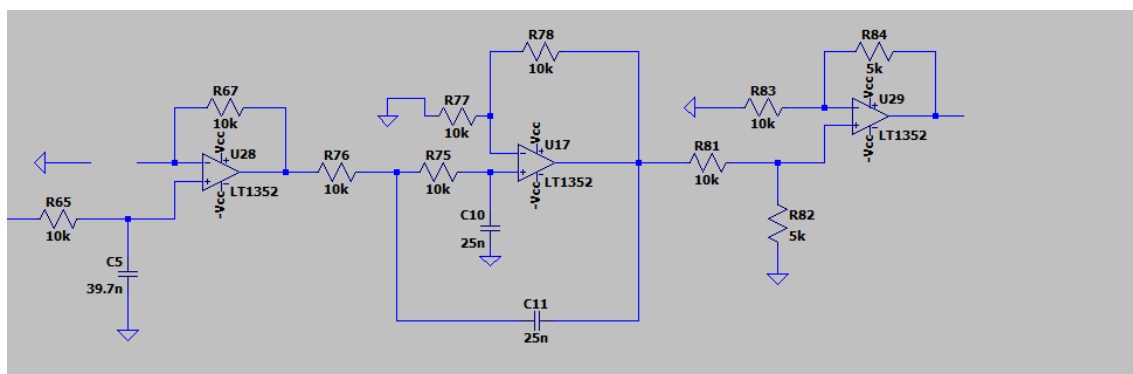 R78
10k
R84
5k
Vcc
U29
LT1352
-Vcc
R67
10k
Vcc
U28
LT1352
-Vcc
R77
10k
Vcc
U17
LT1352
-Vcc
R83
10k
R76
10k
R75
10k
R81
10k
R65
10k
C10
25n
R82
5k
C5
39.7n
C11
25n